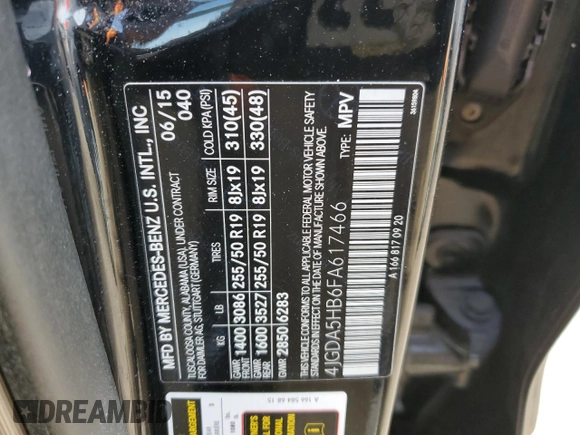 MFD BY MERCEDES-BENZ U.S. INTL., INC
TUSCALOOSA COUNTY, ALABAMA (USA), UNDER CONTRACT
FOR DAIMLER AG, STUTTGART (GERMANY)
06/15
040
KG LB TIRES RIM SIZE COLD KPA (PSI)
GAWR FRONT 1400 3086 255/50 R19 8Jx19 310(45)
GAWR REAR 1600 3527 255/50 R19 8Jx19 330(48)
GVWR 2850 6283
THIS VEHICLE CONFORMS TO ALL APPLICABLE FEDERAL MOTOR VEHICLE SAFETY
STANDARDS IN EFFECT ON THE DATE OF MANUFACTURE SHOWN ABOVE.
4JGDA5HB6FA617466 TYPE: MPV
A 166 817 09 20
A 166 584 68 15
DREAMBID